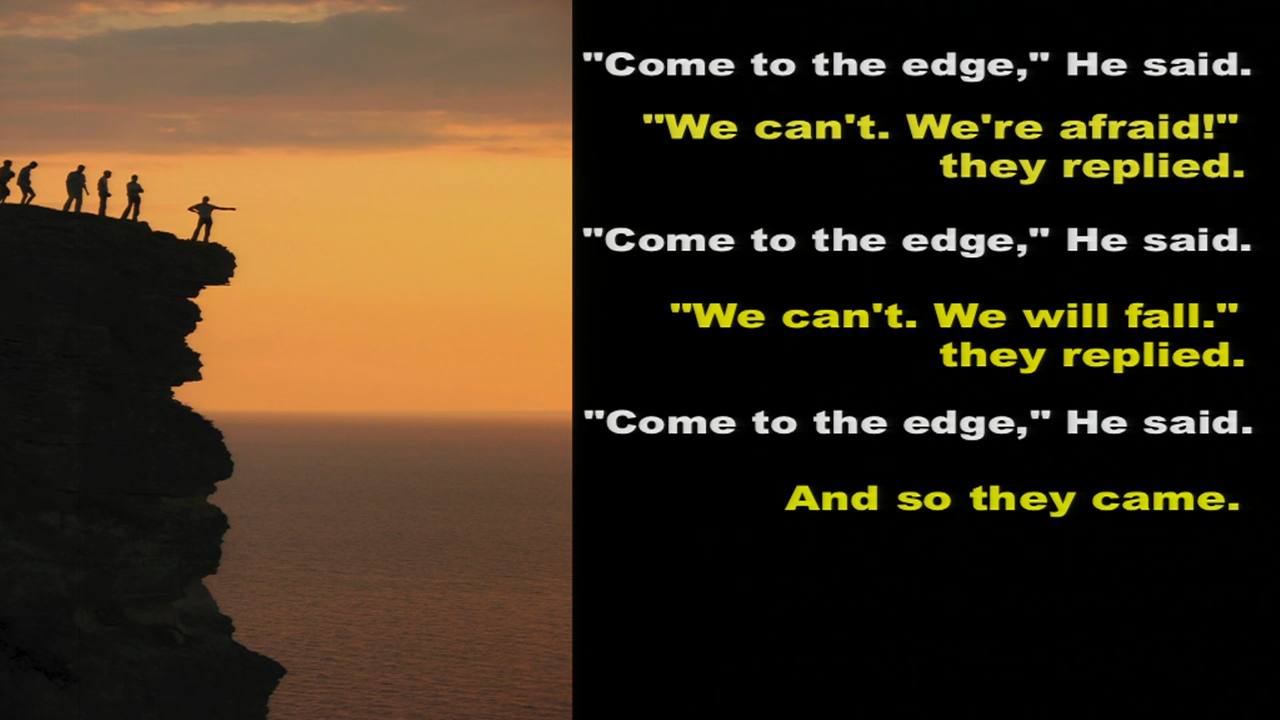 "Come to the edge," He said.
"We can't. We're afraid!"
they replied.
"Come to the edge," He said.
"We can't. We will fall."
they replied.
"Come to the edge," He said.
And so they came.